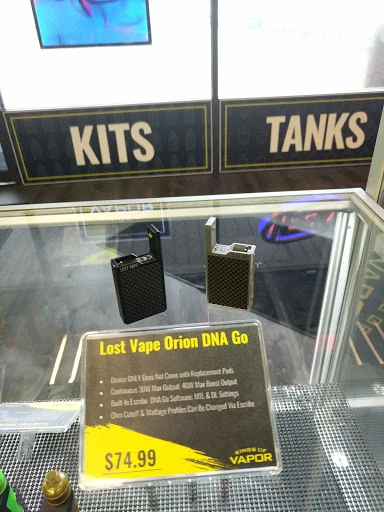 KITS
TANKS
LOST VAPE
Lost Vape Orion DNA Go
• Device ONLY Does Not Come with Replacement Pods
• Continuous 30W Max Output: 40W Max Boost Output
• Built-In Escribe: DNA Go Software: MTL & DL Settings
• Ohm Cutoff & Wattage Profiles Can Be Changed Via Escribe
$74.99
KINGS OF
VAPOR